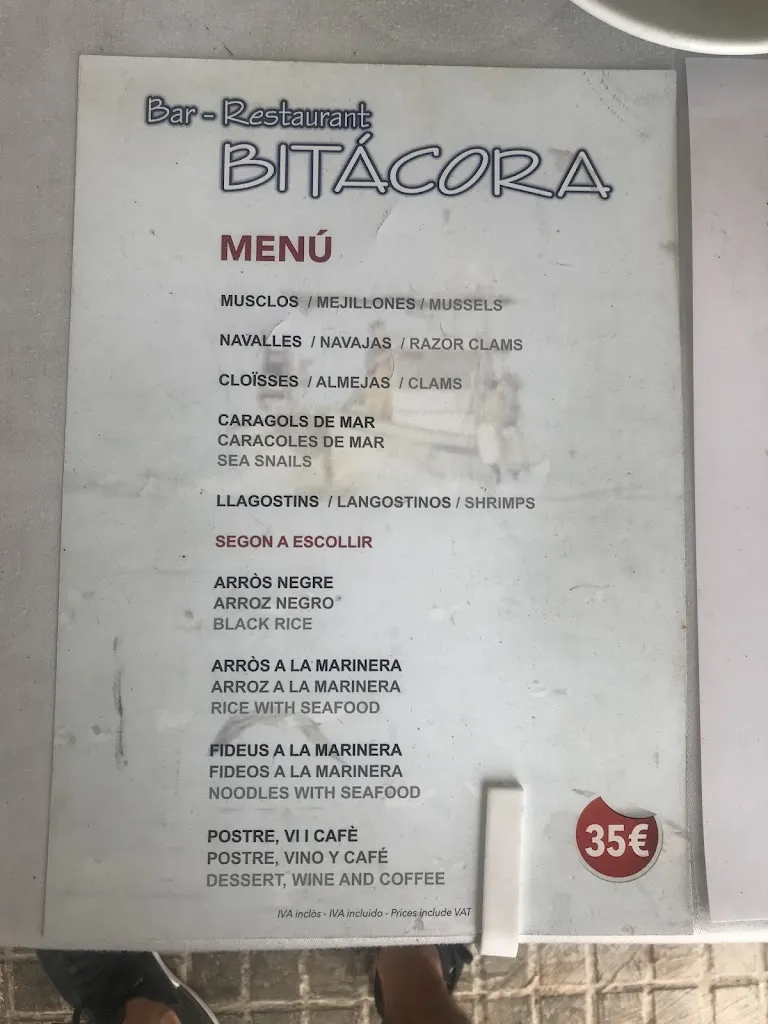 Bar - Restaurant
BITÁCORA
MENÚ
MUSCLOS / MEJILLONES / MUSSELS
NAVALLES / NAVAJAS / RAZOR CLAMS
CLOÏSSES / ALMEJAS / CLAMS
CARAGOLS DE MAR
CARACOLES DE MAR
SEA SNAILS
LLAGOSTINS / LANGOSTINOS / SHRIMPS
SEGON A ESCOLLIR
ARRÒS NEGRE
ARROZ NEGRO
BLACK RICE
ARRÒS A LA MARINERA
ARROZ A LA MARINERA
RICE WITH SEAFOOD
FIDEUS A LA MARINERA
FIDEOS A LA MARINERA
NOODLES WITH SEAFOOD
POSTRE, VI I CAFÈ
POSTRE, VINO Y CAFÉ
DESSERT, WINE AND COFFEE
35€
IVA inclòs - IVA incluido - Prices include VAT